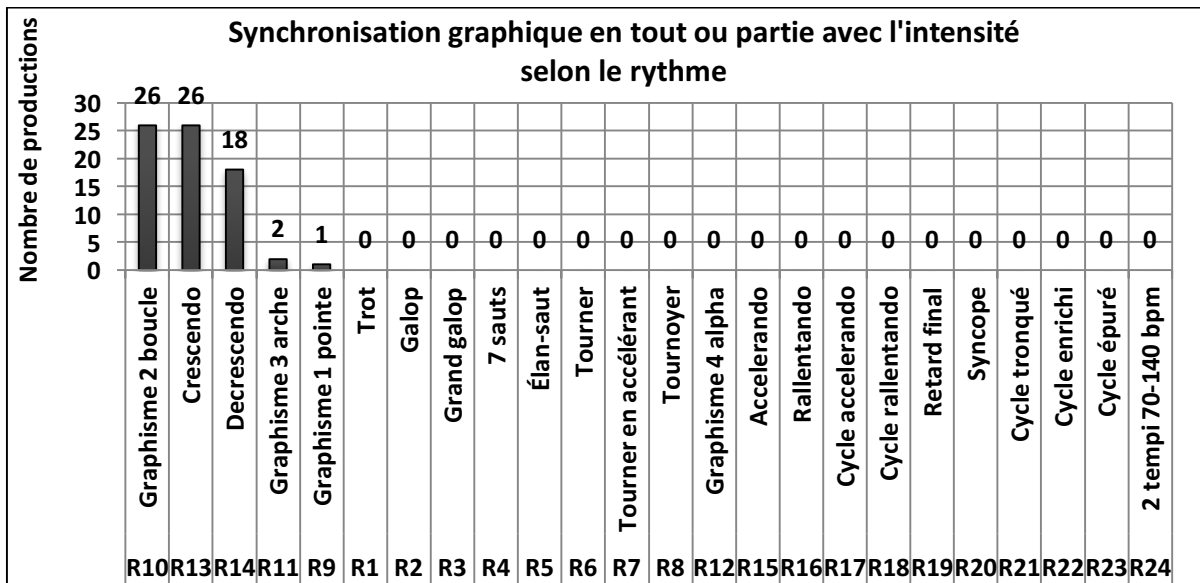 Synchronisation graphique en tout ou partie avec l'intensité
selon le rythme
Nombre de productions
26 26 18 2 1 0 0 0 0 0 0 0 0 0 0 0 0 0 0 0 0 0 0 0
30
25
20
15
10
5
0
Graphisme 2 boucle
Crescendo
Decrescendo
Graphisme 3 arche
Graphisme 1 pointe
Trot
Galop
Grand galop
7 sauts
Élan-saut
Tourner
Tourner en accélérant
Tournoyer
Graphisme 4 alpha
Accelerando
Rallentando
Cycle accelerando
Cycle rallentando
Retard final
Syncope
Cycle tronqué
Cycle enrichi
Cycle épuré
2 tempi 70-140 bpm
R10 R13 R14 R11 R9 R1 R2 R3 R4 R5 R6 R7 R8 R12 R15 R16 R17 R18 R19 R20 R21 R22 R23 R24